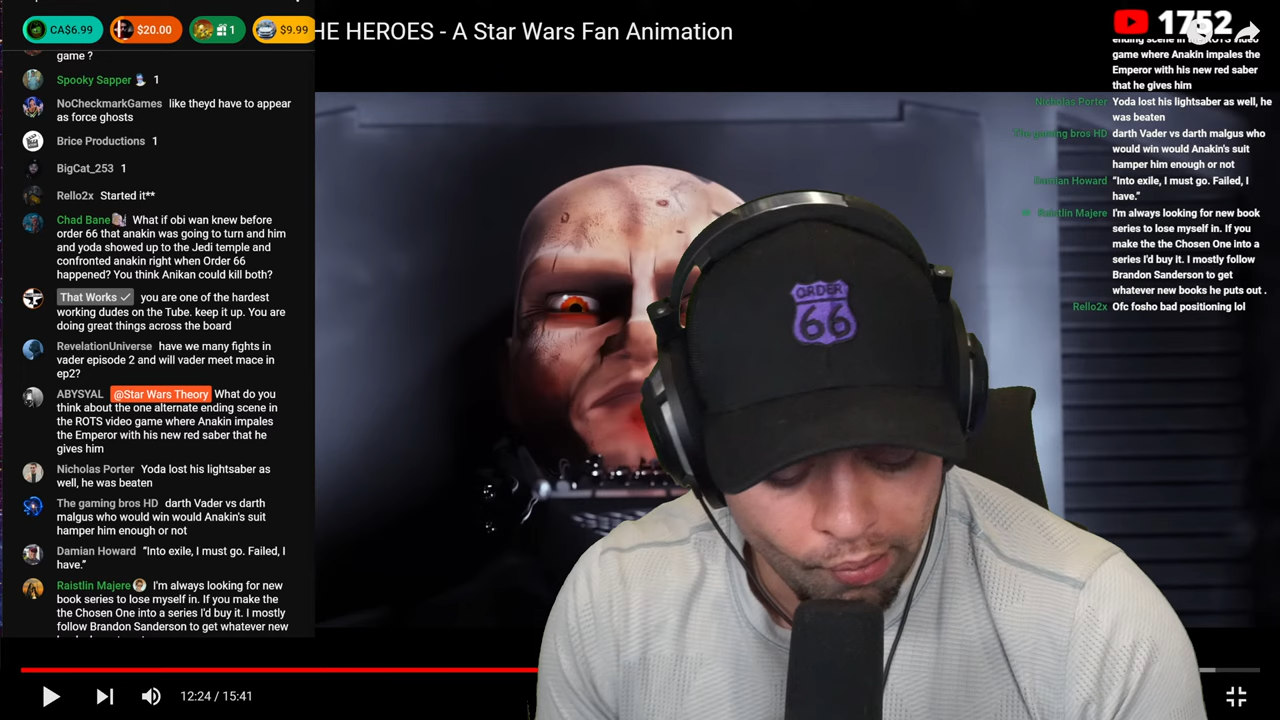 CA$6.99
$20.00
1
$9.99
HE HEROES - A Star Wars Fan Animation
1752
game ?
Spooky Sapper 1
NoCheckmarkGames like theyd have to appear
as force ghosts
Brice Productions 1
BigCat_253 1
Rello2x Started it**
Chad Bane What if obi wan knew before
order 66 that anakin was going to turn and him
and yoda showed up to the Jedi temple and
confronted anakin right when Order 66
happened? You think Anikan could kill both?
That Works ✓ you are one of the hardest
working dudes on the Tube. keep it up. You are
doing great things across the board
RevelationUniverse have we many fights in
vader episode 2 and will vader meet mace in
ep2?
ABYSYAL @Star Wars Theory What do you
think about the one alternate ending scene in
the ROTS video game where Anakin impales
the Emperor with his new red saber that he
gives him
Nicholas Porter Yoda lost his lightsaber as
well, he was beaten
The gaming bros HD darth Vader vs darth
malgus who would win would Anakin's suit
hamper him enough or not
Damian Howard “Into exile, I must go. Failed, I
have.”
Raistlin Majere I'm always looking for new
book series to lose myself in. If you make the
the Chosen One into a series I'd buy it. I mostly
follow Brandon Sanderson to get whatever new
ORDER
66
ending scene in the ROTS video
game where Anakin impales the
Emperor with his new red saber
that he gives him
Nicholas Porter Yoda lost his lightsaber as well, he
was beaten
The gaming bros HD darth Vader vs darth malgus who
would win would Anakin's suit
hamper him enough or not
Damian Howard “Into exile, I must go. Failed, I
have.”
Raistlin Majere I'm always looking for new book
series to lose myself in. If you
make the the Chosen One into a
series I'd buy it. I mostly follow
Brandon Sanderson to get
whatever new books he puts out .
Rello2x Ofc fosho bad positioning lol
12:24 / 15:41